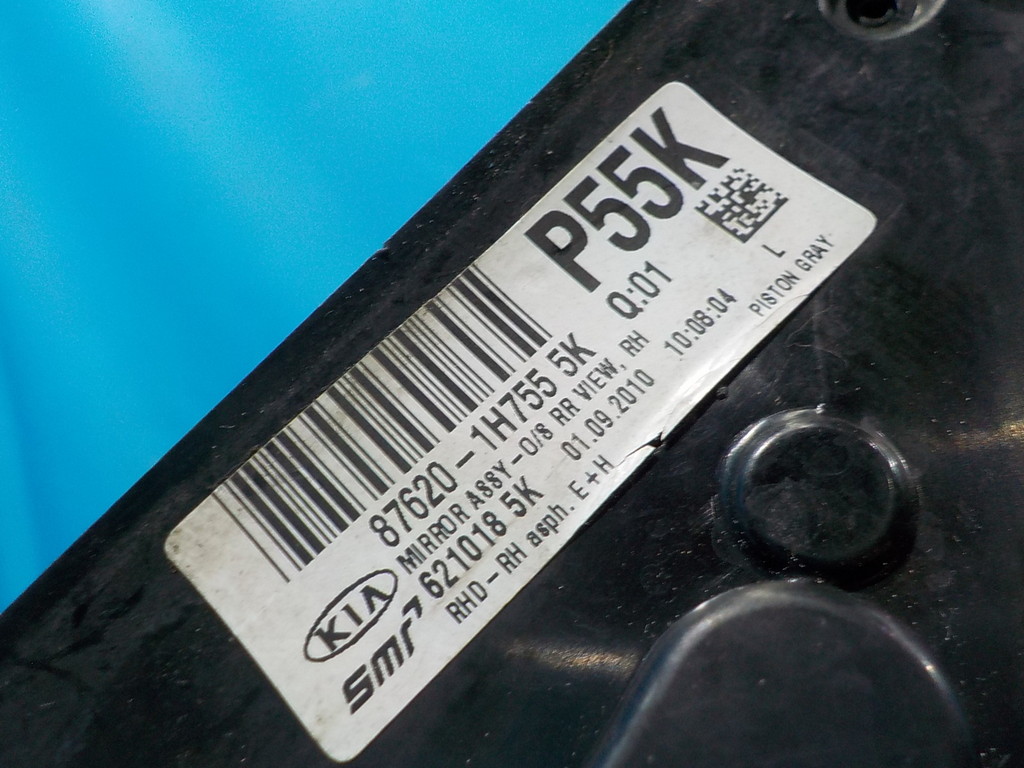 P55K
87620-1H755 5K Q:01
KIA MIRROR ASSY-O/S RR VIEW, RH
smr 621018 5K 01.09.2010 10:08:04 L
RHD-RH asph. E+H PISTON GRAY